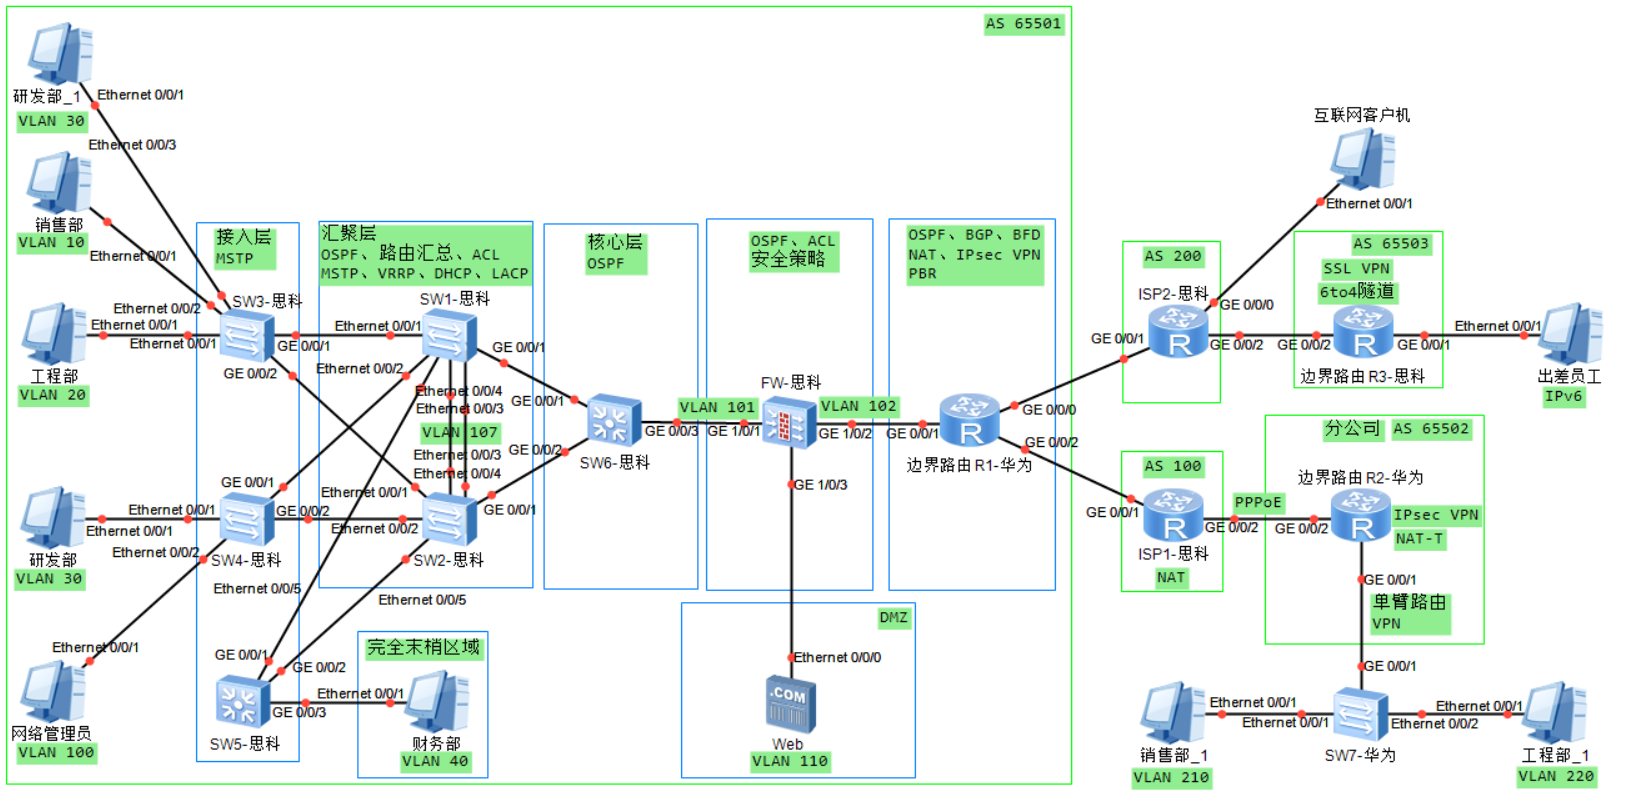 AS 65501
研发部_1
VLAN 30
Ethernet 0/0/1
Ethernet 0/0/3
销售部
VLAN 10
Ethernet 0/0/1
Ethernet 0/0/2
Ethernet 0/0/1
Ethernet 0/0/1
工程部
VLAN 20
接入层
MSTP
SW3-思科
GE 0/0/1
GE 0/0/2
汇聚层
OSPF、路由汇总、ACL
MSTP、VRRP、DHCP、LACP
SW1-思科
Ethernet 0/0/1
Ethernet 0/0/2
GE 0/0/1
Ethernet 0/0/4
Ethernet 0/0/3
VLAN 107
Ethernet 0/0/3
Ethernet 0/0/4
Ethernet 0/0/1
Ethernet 0/0/2
GE 0/0/1
SW2-思科
Ethernet 0/0/5
Ethernet 0/0/5
研发部
VLAN 30
Ethernet 0/0/1
Ethernet 0/0/1
Ethernet 0/0/2
GE 0/0/1
GE 0/0/2
SW4-思科
Ethernet 0/0/1
网络管理员
VLAN 100
GE 0/0/1
GE 0/0/2
GE 0/0/3
SW5-思科
完全末梢区域
Ethernet 0/0/1
财务部
VLAN 40
核心层
OSPF
GE 0/0/1
GE 0/0/2
GE 0/0/3
SW6-思科
OSPF、ACL
安全策略
VLAN 101
FW-思科
VLAN 102
GE 1/0/1
GE 1/0/2
GE 1/0/3
DMZ
Ethernet 0/0/0
Web
VLAN 110
OSPF、BGP、BFD
NAT、IPsec VPN
PBR
GE 0/0/1
GE 0/0/0
GE 0/0/2
边界路由R1-华为
AS 200
ISP2-思科
GE 0/0/1
GE 0/0/0
GE 0/0/2
互联网客户机
Ethernet 0/0/1
AS 65503
SSL VPN
6to4隧道
GE 0/0/2
GE 0/0/1
边界路由R3-思科
Ethernet 0/0/1
出差员工
IPv6
AS 100
GE 0/0/1
GE 0/0/2
ISP1-思科
NAT
PPPoE
分公司
AS 65502
边界路由R2-华为
GE 0/0/2
IPsec VPN
NAT-T
GE 0/0/1
单臂路由
VPN
GE 0/0/1
SW7-华为
Ethernet 0/0/1
Ethernet 0/0/1
销售部_1
VLAN 210
Ethernet 0/0/1
Ethernet 0/0/2
工程部_1
VLAN 220